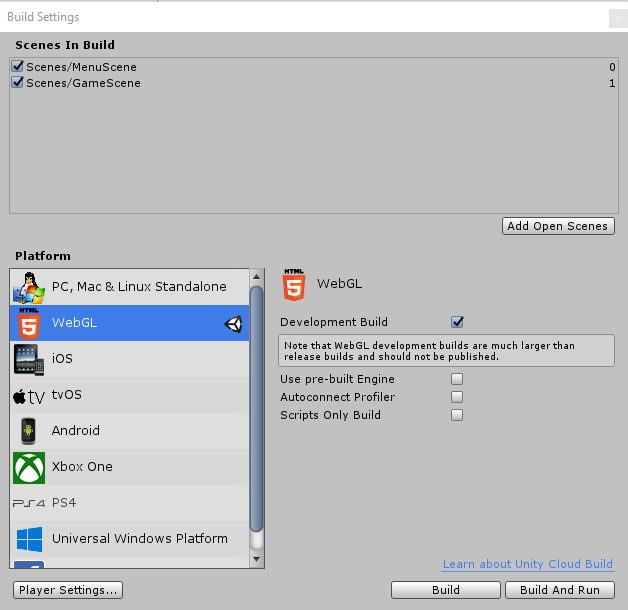 Build Settings
x
Scenes In Build
Scenes/MenuScene 0
Scenes/GameScene 1
Add Open Scenes
Platform
PC, Mac & Linux Standalone
HTML
5
WebGL
iOS
tv
tvOS
Android
Xbox One
PS4
PS4
Universal Windows Platform
HTML
5
WebGL
Development Build
Note that WebGL development builds are much larger than
release builds and should not be published.
Use pre-built Engine
Autoconnect Profiler
Scripts Only Build
Learn about Unity Cloud Build
Player Settings...
Build
Build And Run